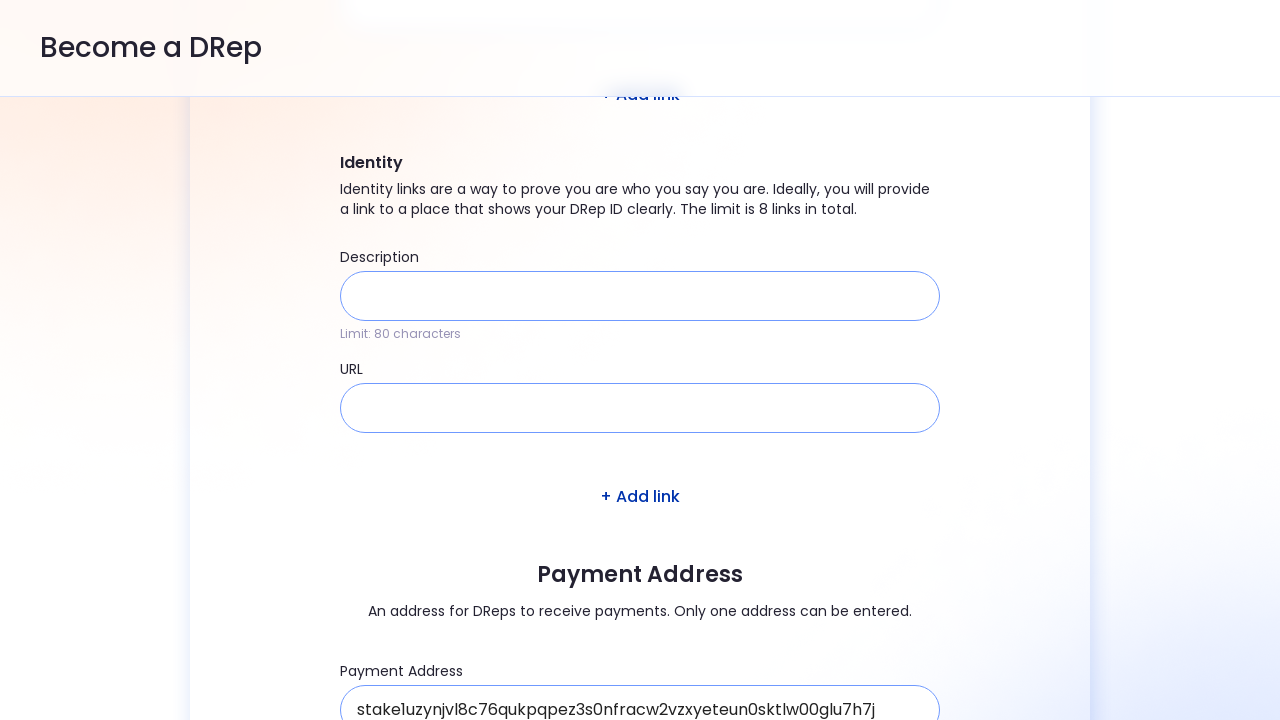 Become a DRep
+ Add link
Identity
Identity links are a way to prove you are who you say you are. Ideally, you will provide
a link to a place that shows your DRep ID clearly. The limit is 8 links in total.
Description
Limit: 80 characters
URL
+ Add link
Payment Address
An address for DReps to receive payments. Only one address can be entered.
Payment Address
stake1uzynjvl8c76qukpqpez3s0nfracw2vzxyeteun0sktlw00glu7h7j